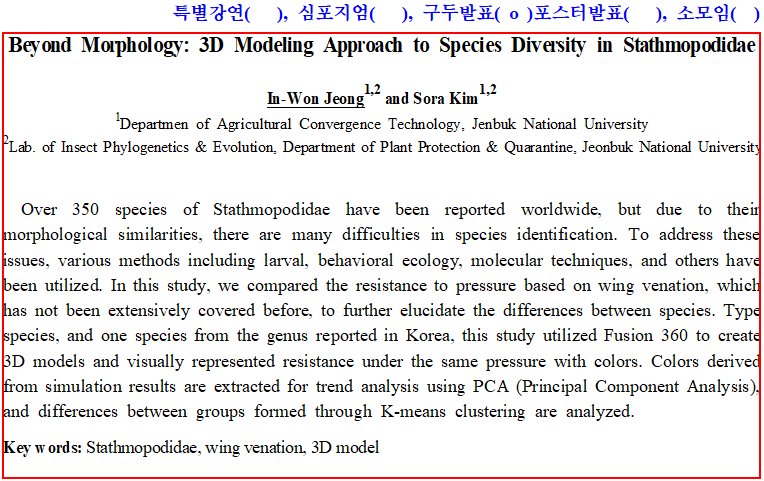 특별강연( ), 심포지엄( ), 구두발표( o )포스터발표( ), 소모임( )
Beyond Morphology: 3D Modeling Approach to Species Diversity in Stathmopodidae
In-Won Jeong1,2 and Sora Kim1,2
1Departmen of Agricultural Convergence Technology, Jenbuk National University
2Lab. of Insect Phylogenetics & Evolution, Department of Plant Protection & Quarantine, Jeonbuk National University
Over 350 species of Stathmopodidae have been reported worldwide, but due to their
morphological similarities, there are many difficulties in species identification. To address these
issues, various methods including larval, behavioral ecology, molecular techniques, and others have
been utilized. In this study, we compared the resistance to pressure based on wing venation, which
has not been extensively covered before, to further elucidate the differences between species. Type
species, and one species from the genus reported in Korea, this study utilized Fusion 360 to create
3D models and visually represented resistance under the same pressure with colors. Colors derived
from simulation results are extracted for trend analysis using PCA (Principal Component Analysis),
and differences between groups formed through K-means clustering are analyzed.
Key words: Stathmopodidae, wing venation, 3D model